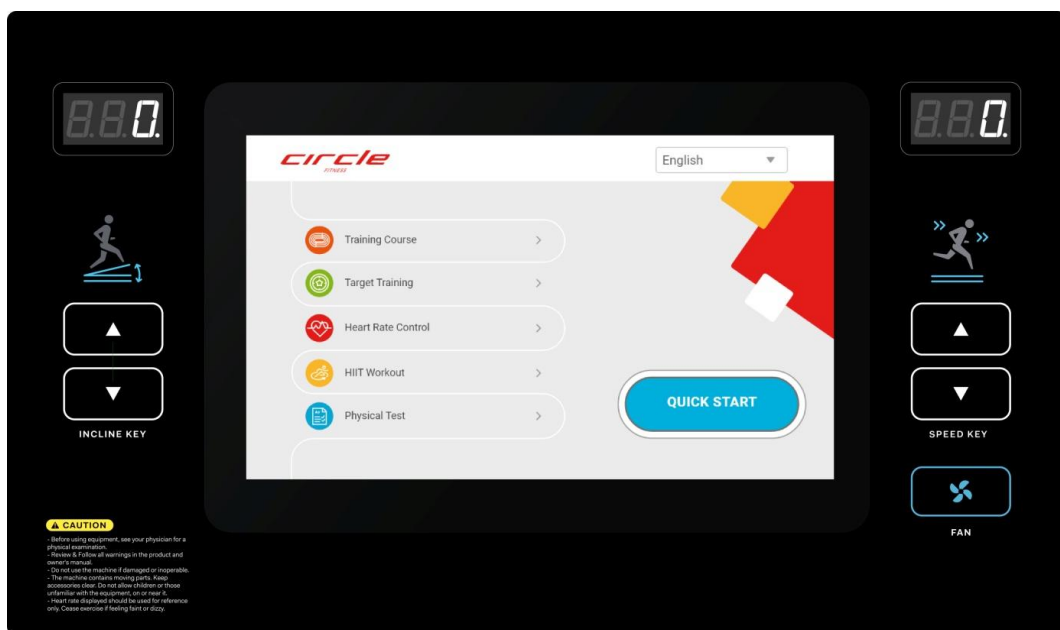 8.8.0.
8.8.0.
circle
FITNESS
English
Training Course
Target Training
Heart Rate Control
HIIT Workout
Physical Test
QUICK START
INCLINE KEY
SPEED KEY
FAN
CAUTION
- Before using equipment, see your physician for a
physical examination.
- Review & Follow all warnings in the product and
owner's manual.
- Do not use the machine if damaged or inoperable.
- The machine contains moving parts. Keep
accessories clear. Do not allow children or those
unfamiliar with the equipment, on or near it.
- Heart rate displayed should be used for reference
only. Cease exercise if feeling faint or dizzy.